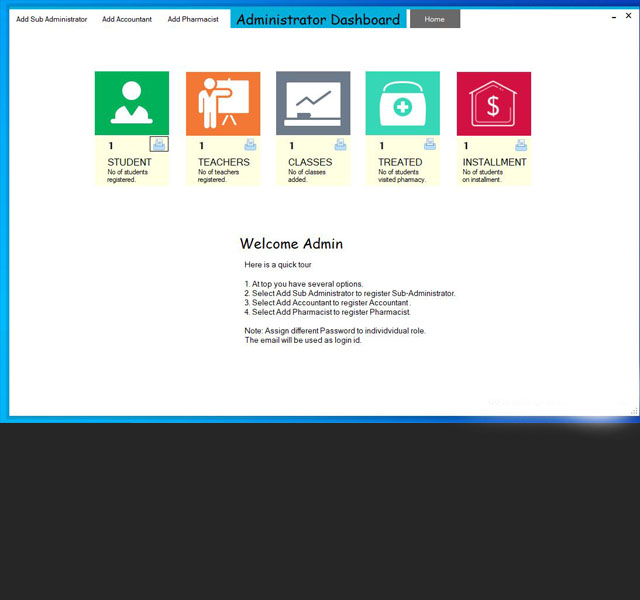 Add Sub Administrator Add Accountant Add Pharmacist Administrator Dashboard Home
$
1 1 1 1 1
STUDENT TEACHERS CLASSES TREATED INSTALLMENT
No of students No of teachers No of classes No of students No of students
registered. registered. added. visited pharmacy. on installment.
Welcome Admin
Here is a quick tour
1. At top you have several options.
2. Select Add Sub Administrator to register Sub-Administrator.
3. Select Add Accountant to register Accountant .
4. Select Add Pharmacist to register Pharmacist.
Note: Assign different Password to individvidual role.
The email will be used as login id.